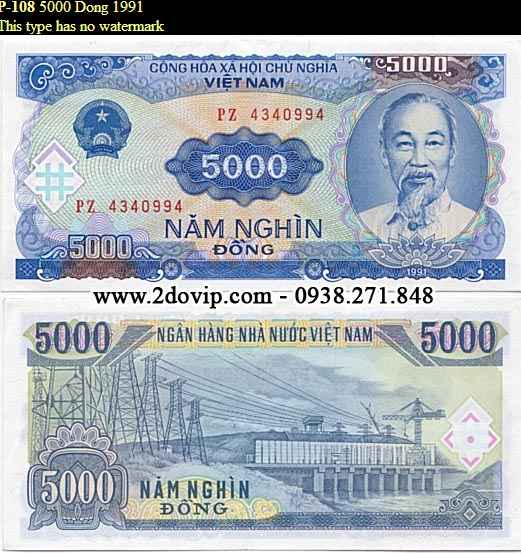 P-108 5000 Dong 1991
This type has no watermark
CỘNG HÒA XÃ HỘI CHỦ NGHĨA
VIỆT NAM
5000
PZ 4340994
5000
PZ 4340994
NĂM NGHÌN
ĐỒNG
5000
1991
www.2dovip.com - 0938.271.848
5000
NGÂN HÀNG NHÀ NƯỚC VIỆT NAM
5000
5000
NĂM NGHÌN
ĐỒNG